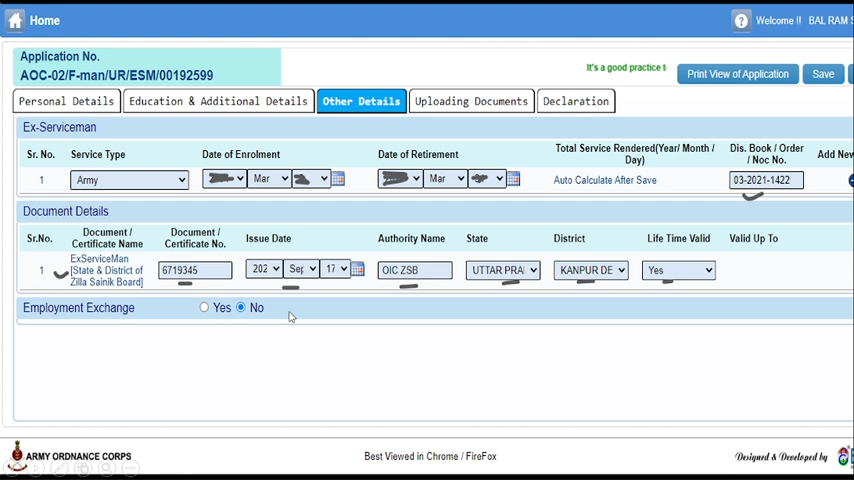 Home
? Welcome !! BAL RAM S
Application No.
AOC-02/F-man/UR/ESM/00192599
It's a good practice t
Print View of Application
Save
Personal Details
Education & Additional Details
Other Details
Uploading Documents
Declaration
Ex-Serviceman
Sr. No. Service Type Date of Enrolment Date of Retirement Total Service Rendered(Year/ Month / Day) Dis. Book / Order / Noc No. Add New
1 Army Mar Mar Auto Calculate After Save 03-2021-1422
Document Details
Sr.No. Document / Certificate Name Document / Certificate No. Issue Date Authority Name State District Life Time Valid Valid Up To
1 ExServiceMan [State & District of Zilla Sainik Board] 6719345 202 Sep 17 OIC ZSB UTTAR PRA KANPUR DE Yes
Employment Exchange Yes No
ARMY ORDNANCE CORPS
Best Viewed in Chrome / FireFox
Designed & Developed by